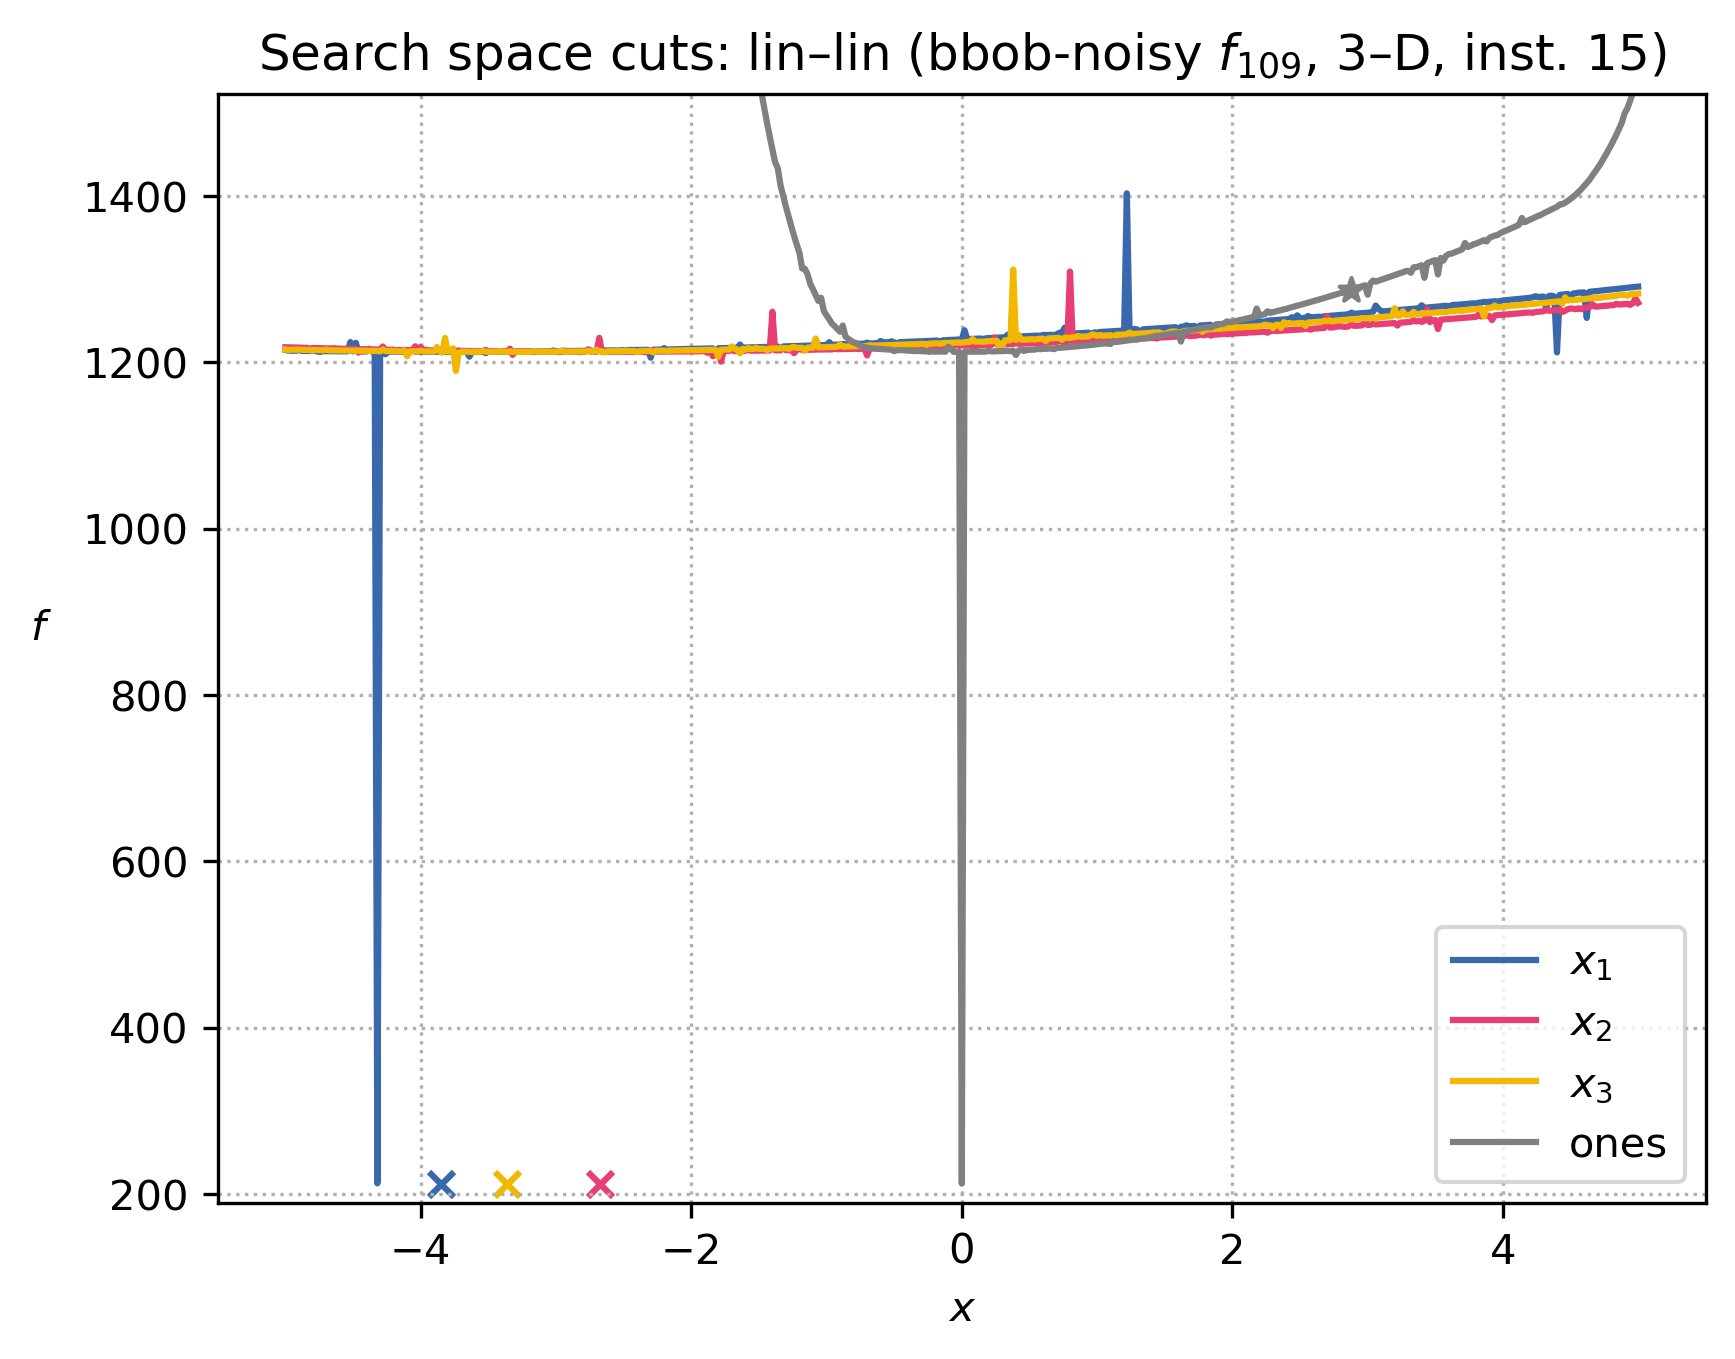 Search space cuts: lin–lin (bbob-noisy f₁₀₉, 3–D, inst. 15)
1400
1200
1000
800
600
400
200
f
−4
−2
0
2
4
x
x₁
x₂
x₃
ones